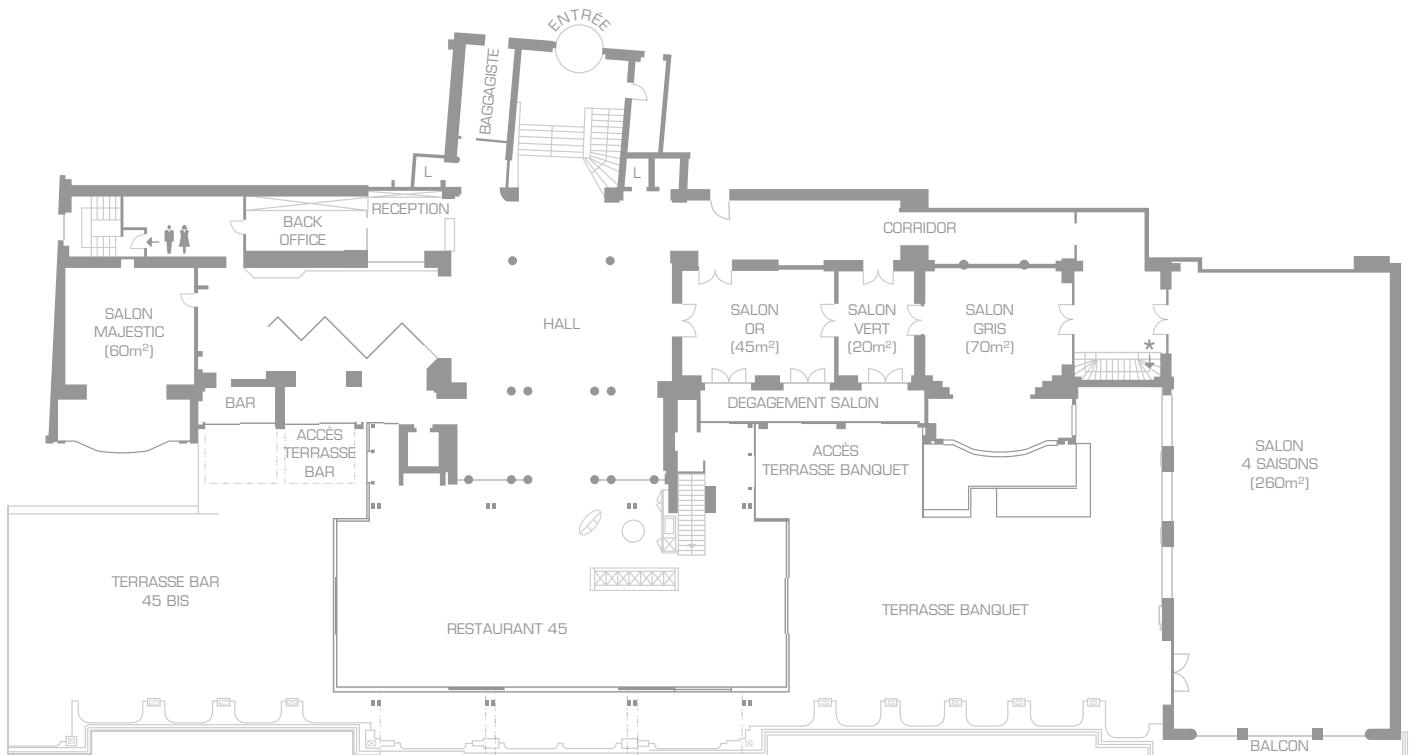 ENTRÉE
BAGGAGISTE
L
L
RECEPTION
BACK
OFFICE
CORRIDOR
SALON
MAJESTIC
(60m²)
HALL
SALON
OR
(45m²)
SALON
VERT
(20m²)
SALON
GRIS
(70m²)
*
BAR
DEGAGEMENT SALON
ACCÈS
TERRASSE
BAR
ACCÈS
TERRASSE BANQUET
SALON
4 SAISONS
(260m²)
TERRASSE BAR
45 BIS
RESTAURANT 45
TERRASSE BANQUET
BALCON